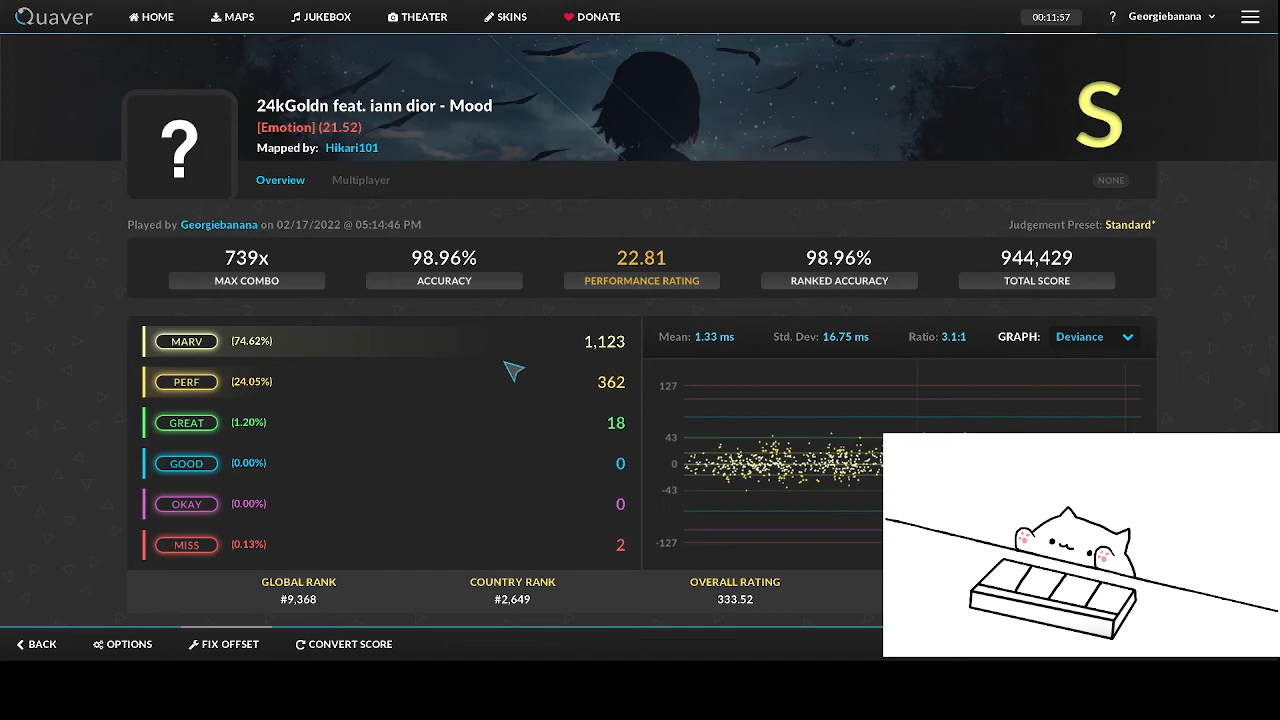 Quaver HOME MAPS JUKEBOX THEATER SKINS DONATE 00:11:57 ? Georgiebanana
?
24kGoldn feat. iann dior - Mood
[Emotion] (21.52)
Mapped by: Hikari101
S
Overview Multiplayer NONE
Played by Georgiebanana on 02/17/2022 @ 05:14:46 PM Judgement Preset: Standard*
739x 98.96% 22.81 98.96% 944,429
MAX COMBO ACCURACY PERFORMANCE RATING RANKED ACCURACY TOTAL SCORE
MARV (74.62%) 1,123
PERF (24.05%) 362
GREAT (1.20%) 18
GOOD (0.00%) 0
OKAY (0.00%) 0
MISS (0.13%) 2
Mean: 1.33 ms Std. Dev: 16.75 ms Ratio: 3.1:1 GRAPH: Deviance
127
43
0
-43
-127
GLOBAL RANK COUNTRY RANK OVERALL RATING
#9,368 #2,649 333.52
BACK OPTIONS FIX OFFSET CONVERT SCORE